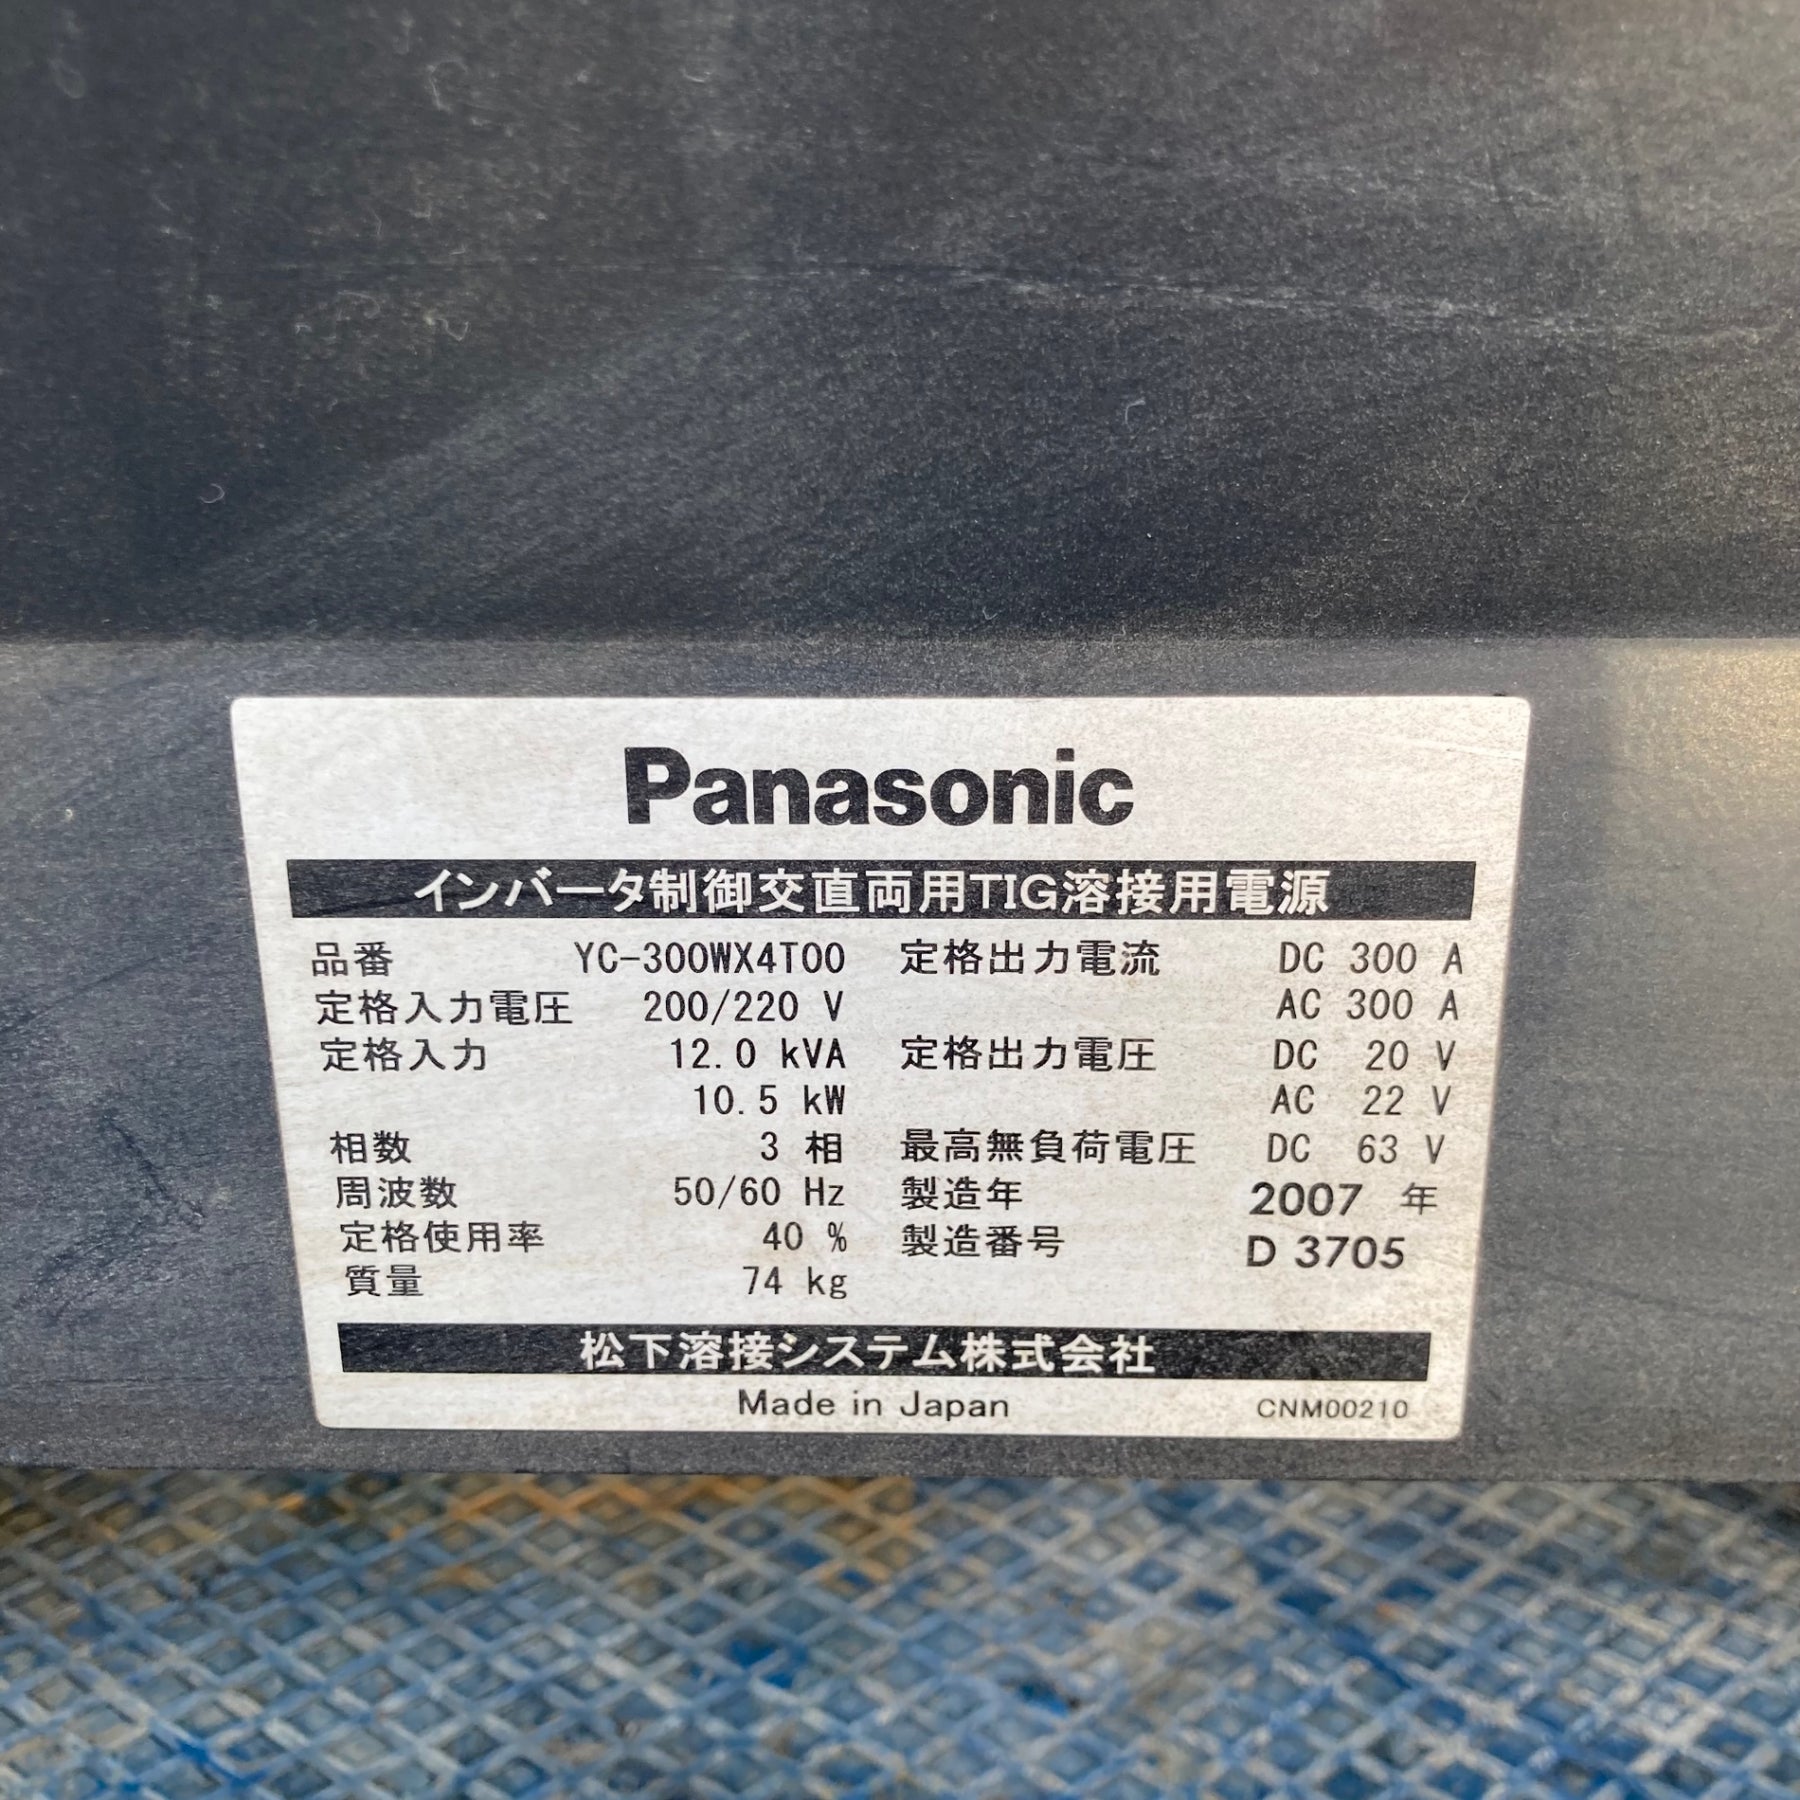 Panasonic
インバータ制御交直両用TIG溶接用電源
品番 YC-300WX4T00 定格出力電流 DC 300 A
定格入力電圧 200/220 V AC 300 A
定格入力 12.0 kVA 定格出力電圧 DC 20 V
10.5 kW AC 22 V
相数 3 相 最高無負荷電圧 DC 63 V
周波数 50/60 Hz 製造年 2007 年
定格使用率 40 % 製造番号 D 3705
質量 74 kg
松下溶接システム株式会社
Made in Japan CNM00210